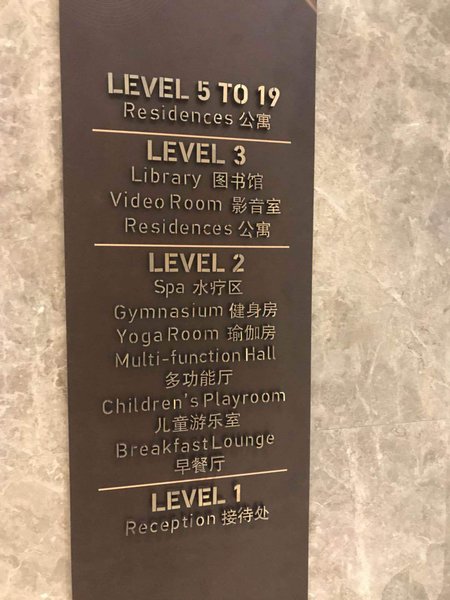 LEVEL 5 TO 19
Residences 公寓
LEVEL 3
Library 图书馆
Video Room 影音室
Residences 公寓
LEVEL 2
Spa 水疗区
Gymnasium 健身房
Yoga Room 瑜伽房
Multi-function Hall
多功能厅
Children's Playroom
儿童游乐室
Breakfast Lounge
早餐厅
LEVEL 1
Reception 接待处